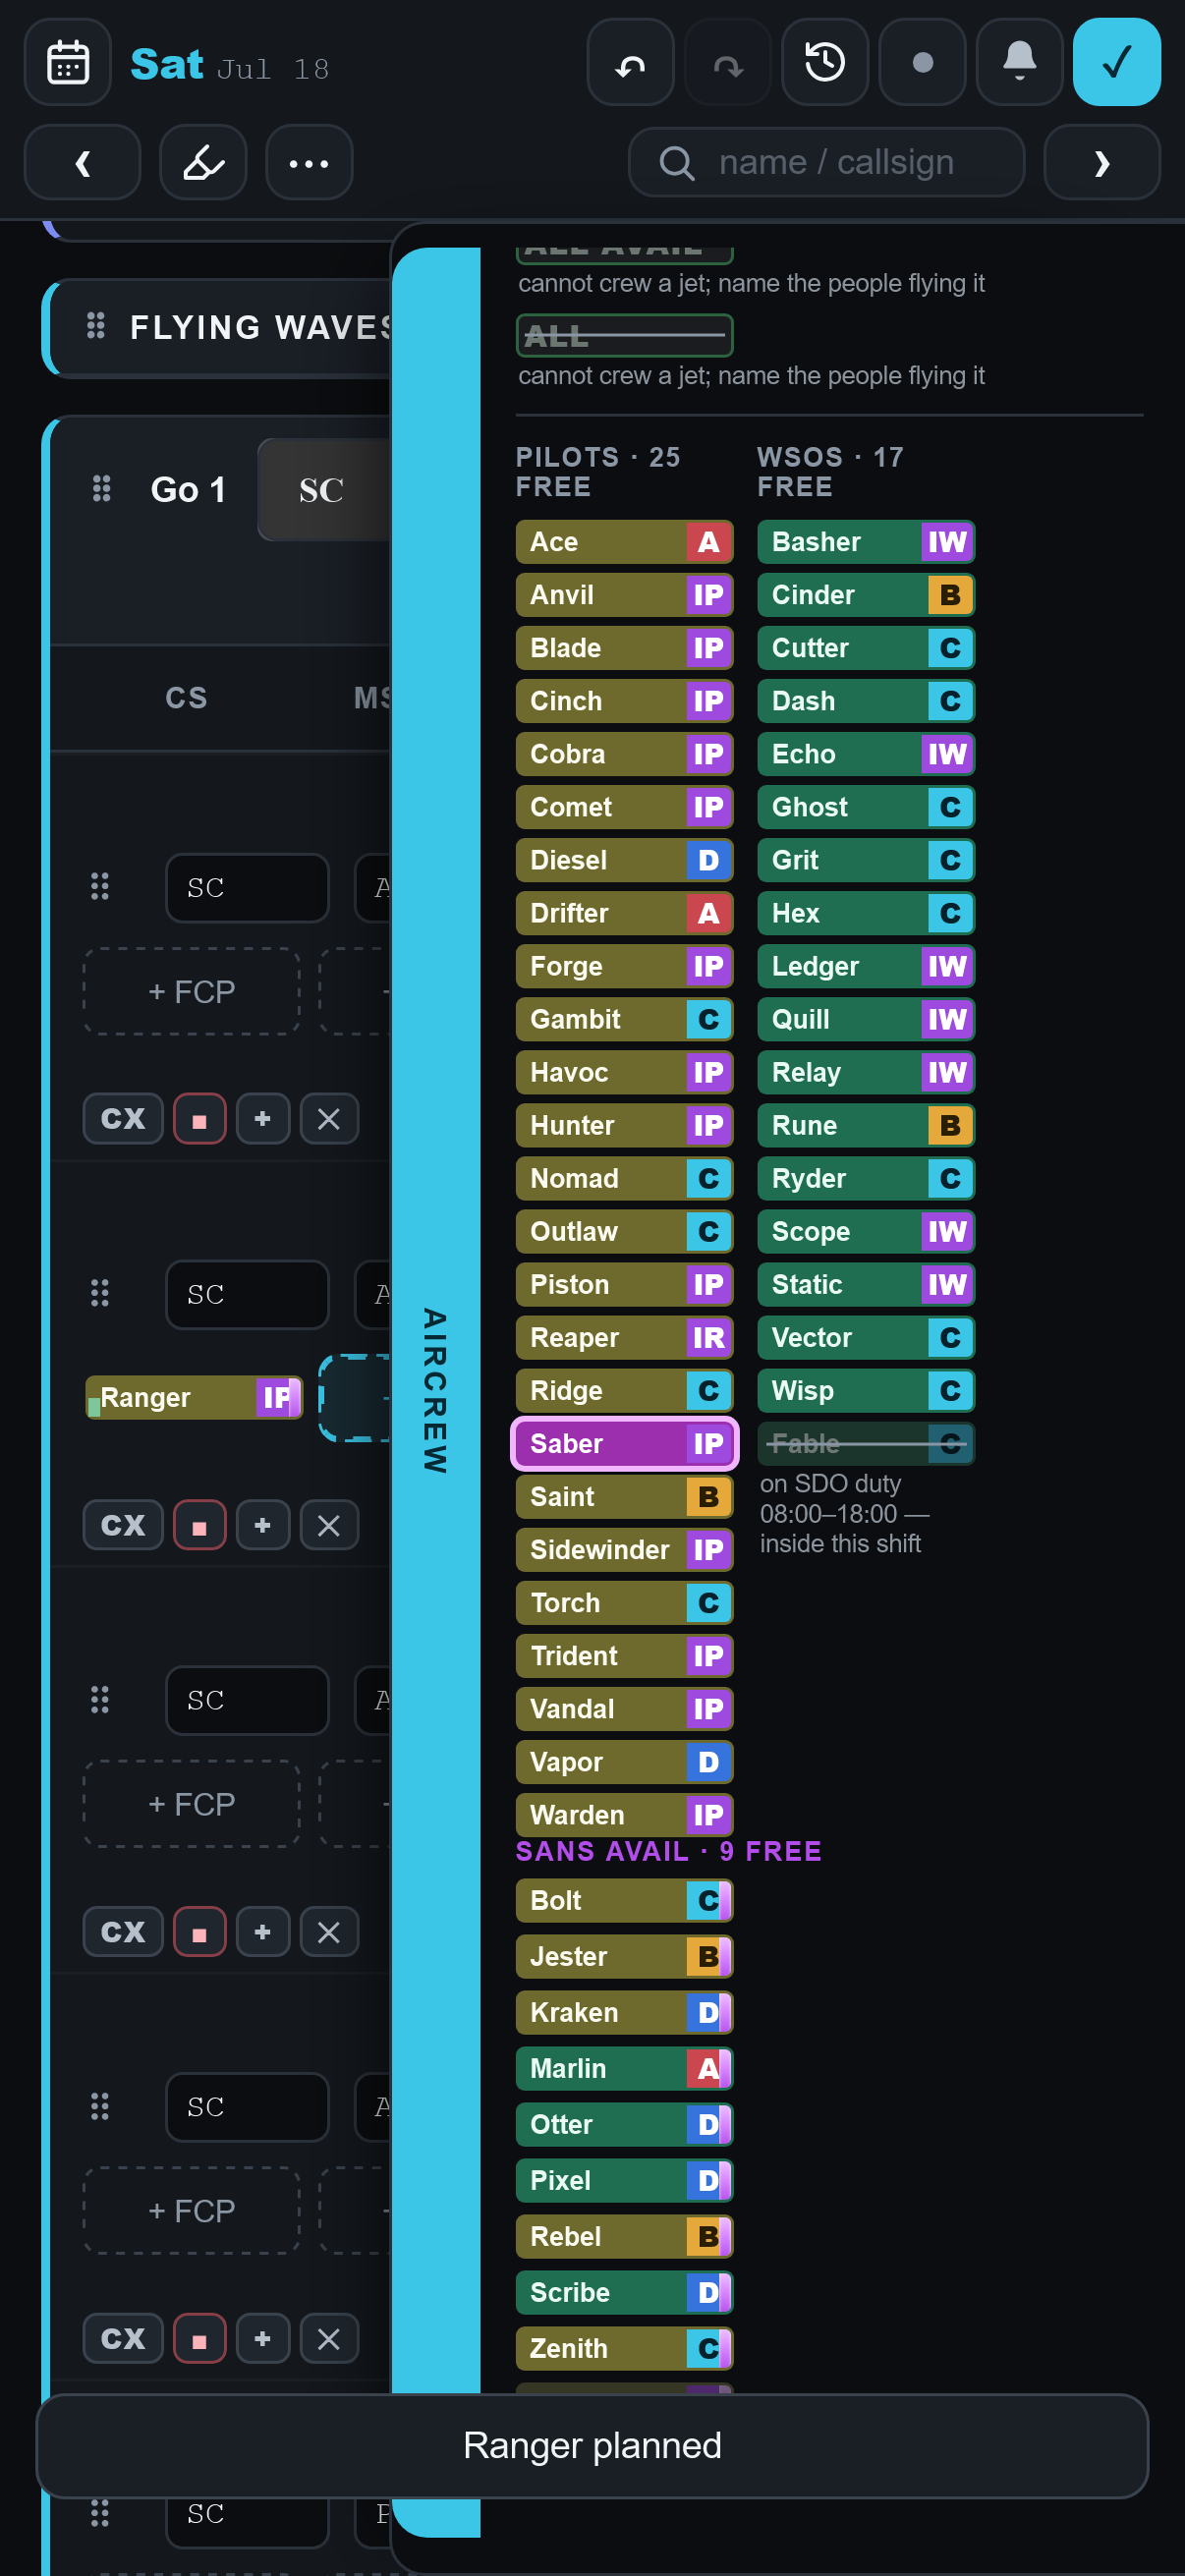 Sat Jul 18
name / callsign
ALL AVAIL
cannot crew a jet; name the people flying it
ALL
cannot crew a jet; name the people flying it
FLYING WAVES
Go 1
SC
CS
SC
+ FCP
CX
SC
Ranger IP
CX
SC
+ FCP
CX
SC
+ FCP
CX
SC
AIRCREW
PILOTS · 25
FREE
Ace A
Anvil IP
Blade IP
Cinch IP
Cobra IP
Comet IP
Diesel D
Drifter A
Forge IP
Gambit C
Havoc IP
Hunter IP
Nomad C
Outlaw C
Piston IP
Reaper IR
Ridge C
Saber IP
Saint B
Sidewinder IP
Torch C
Trident IP
Vandal IP
Vapor D
Warden IP
WSOS · 17
FREE
Basher IW
Cinder B
Cutter C
Dash C
Echo IW
Ghost C
Grit C
Hex C
Ledger IW
Quill IW
Relay IW
Rune B
Ryder C
Scope IW
Static IW
Vector C
Wisp C
Fable C
on SDO duty
08:00–18:00 —
inside this shift
SANS AVAIL · 9 FREE
Bolt C
Jester B
Kraken D
Marlin A
Otter D
Pixel D
Rebel B
Scribe D
Zenith C
Ranger planned